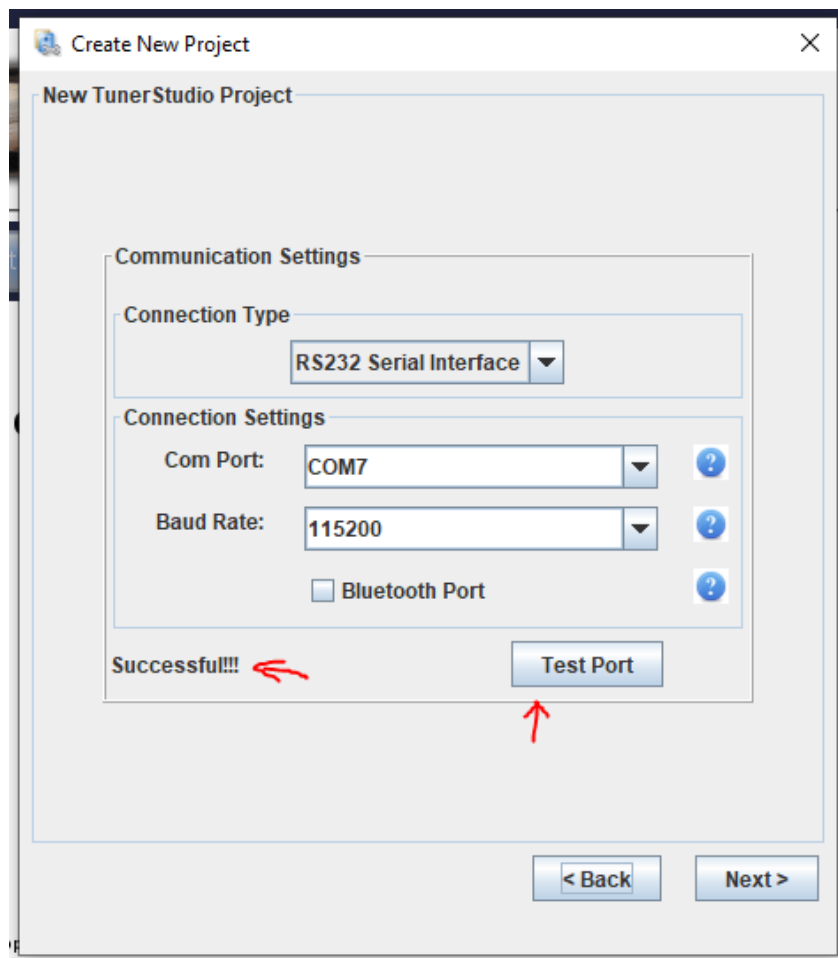 Create New Project
New TunerStudio Project
Communication Settings
Connection Type
RS232 Serial Interface
Connection Settings
Com Port:
COM7
Baud Rate:
115200
Bluetooth Port
Successful!!!
Test Port
< Back
Next >